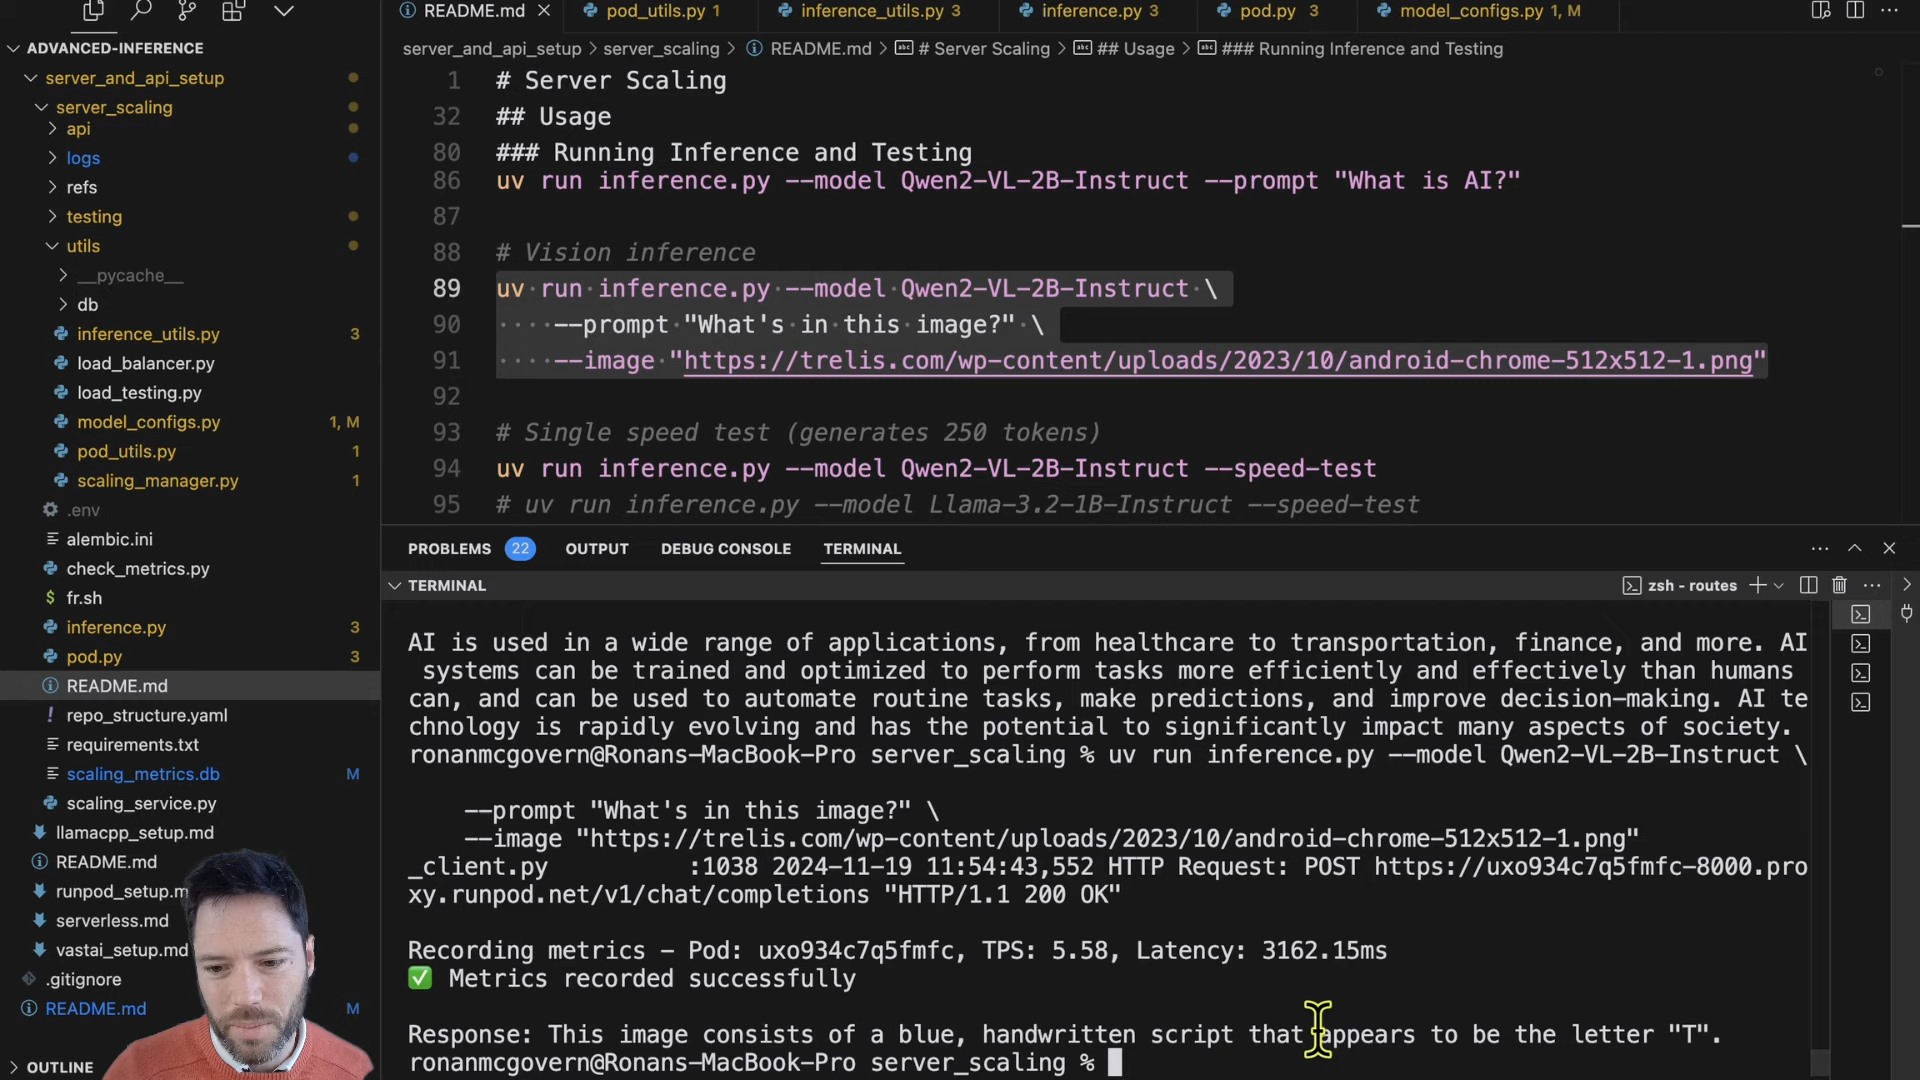 ADVANCED-INFERENCE
server_and_api_setup
server_scaling
api
logs
refs
testing
utils
__pycache__
db
inference_utils.py 3
load_balancer.py
load_testing.py
model_configs.py 1, M
pod_utils.py 1
scaling_manager.py 1
.env
alembic.ini
check_metrics.py
$ fr.sh
inference.py 3
pod.py 3
README.md
! repo_structure.yaml
requirements.txt
scaling_metrics.db M
scaling_service.py
llamacpp_setup.md
README.md
runpod_setup.m
serverless.md
vastai_setup.md
.gitignore
README.md M
OUTLINE
README.md pod_utils.py 1 inference_utils.py 3 inference.py 3 pod.py 3 model_configs.py 1, M
server_and_api_setup > server_scaling > README.md > # Server Scaling > ## Usage > ### Running Inference and Testing
1 # Server Scaling
32 ## Usage
80 ### Running Inference and Testing
86 uv run inference.py --model Qwen2-VL-2B-Instruct --prompt "What is AI?"
87
88 # Vision inference
89 uv run inference.py --model Qwen2-VL-2B-Instruct \
90 --prompt "What's in this image?" \
91 --image "https://trelis.com/wp-content/uploads/2023/10/android-chrome-512x512-1.png"
92
93 # Single speed test (generates 250 tokens)
94 uv run inference.py --model Qwen2-VL-2B-Instruct --speed-test
95 # uv run inference.py --model Llama-3.2-1B-Instruct --speed-test
PROBLEMS 22 OUTPUT DEBUG CONSOLE TERMINAL
TERMINAL zsh - routes
AI is used in a wide range of applications, from healthcare to transportation, finance, and more. AI
systems can be trained and optimized to perform tasks more efficiently and effectively than humans
can, and can be used to automate routine tasks, make predictions, and improve decision-making. AI te
chnology is rapidly evolving and has the potential to significantly impact many aspects of society.
ronanmcgovern@Ronans-MacBook-Pro server_scaling % uv run inference.py --model Qwen2-VL-2B-Instruct \
--prompt "What's in this image?" \
--image "https://trelis.com/wp-content/uploads/2023/10/android-chrome-512x512-1.png"
_client.py :1038 2024-11-19 11:54:43,552 HTTP Request: POST https://uxo934c7q5fmfc-8000.pro
xy.runpod.net/v1/chat/completions "HTTP/1.1 200 OK"
Recording metrics – Pod: uxo934c7q5fmfc, TPS: 5.58, Latency: 3162.15ms
✅ Metrics recorded successfully
Response: This image consists of a blue, handwritten script that appears to be the letter "T".
ronanmcgovern@Ronans-MacBook-Pro server_scaling %